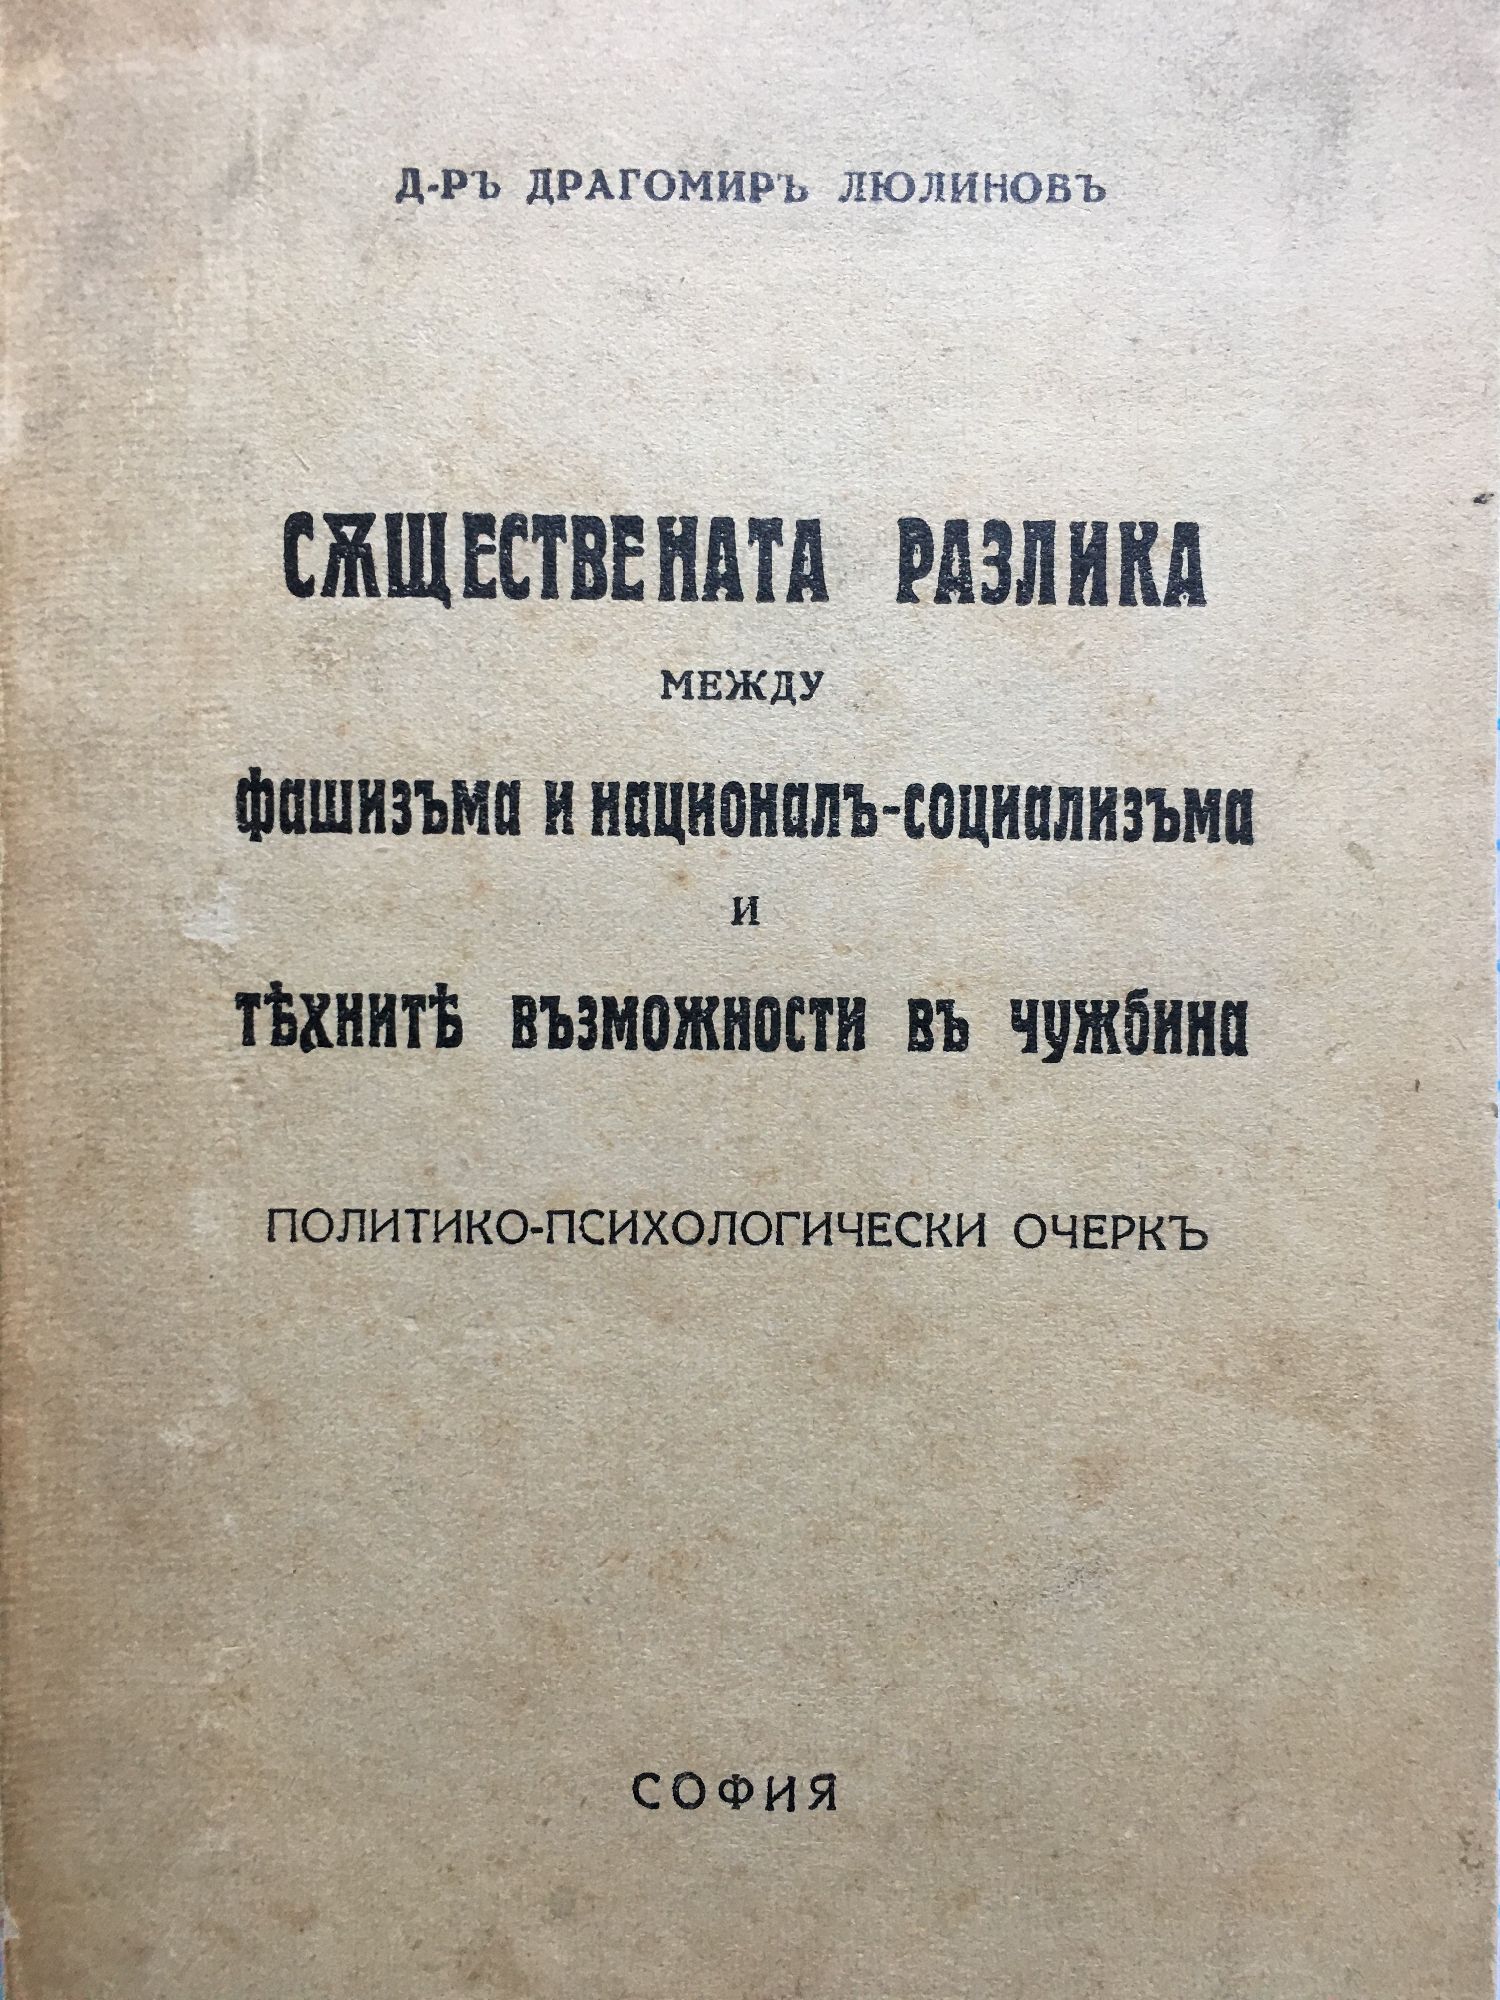 Д-РЪ ДРАГОМИРЪ ЛЮЛИНОВЪ
СѪЩЕСТВЕНАТА РАЗЛИКА
МЕЖДУ
фашизъма и националъ-социализъма
И
тѣхнитѣ възможности въ чужбина
ПОЛИТИКО-ПСИХОЛОГИЧЕСКИ ОЧЕРКЪ
СОФИЯ